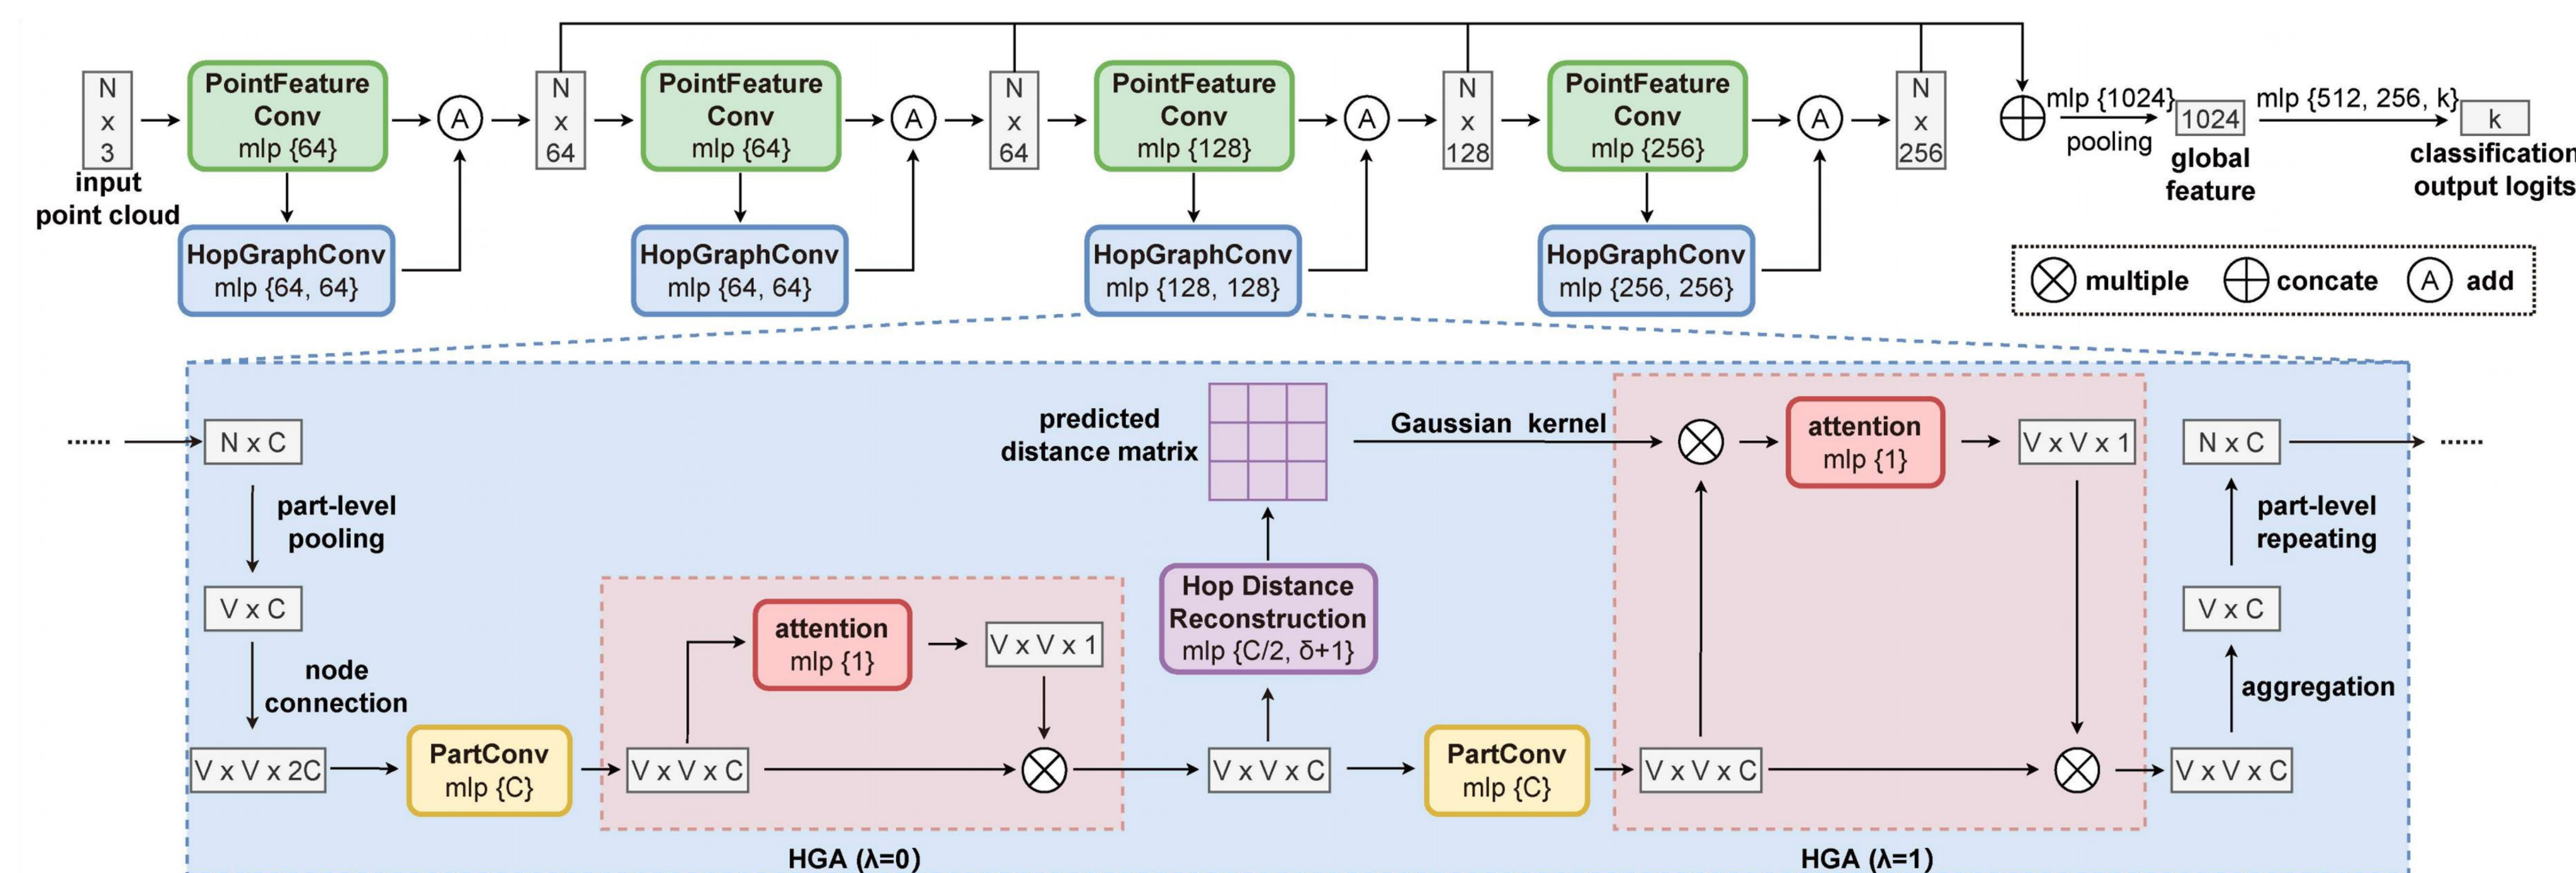 N
x
3
input
point cloud
PointFeature
Conv
mlp {64}
HopGraphConv
mlp {64, 64}
A
N
x
64
PointFeature
Conv
mlp {64}
HopGraphConv
mlp {64, 64}
A
N
x
64
PointFeature
Conv
mlp {128}
HopGraphConv
mlp {128, 128}
A
N
x
128
PointFeature
Conv
mlp {256}
HopGraphConv
mlp {256, 256}
A
N
x
256
mlp {1024}
pooling
1024
global
feature
mlp {512, 256, k}
k
classification
output logits
multiple
concate
A add
......
N x C
part-level
pooling
V x C
node
connection
V x V x 2C
PartConv
mlp {C}
V x V x C
attention
mlp {1}
V x V x 1
HGA (λ=0)
V x V x C
Hop Distance
Reconstruction
mlp {C/2, δ+1}
predicted
distance matrix
Gaussian kernel
PartConv
mlp {C}
V x V x C
attention
mlp {1}
V x V x 1
HGA (λ=1)
V x V x C
aggregation
V x C
part-level
repeating
N x C
......